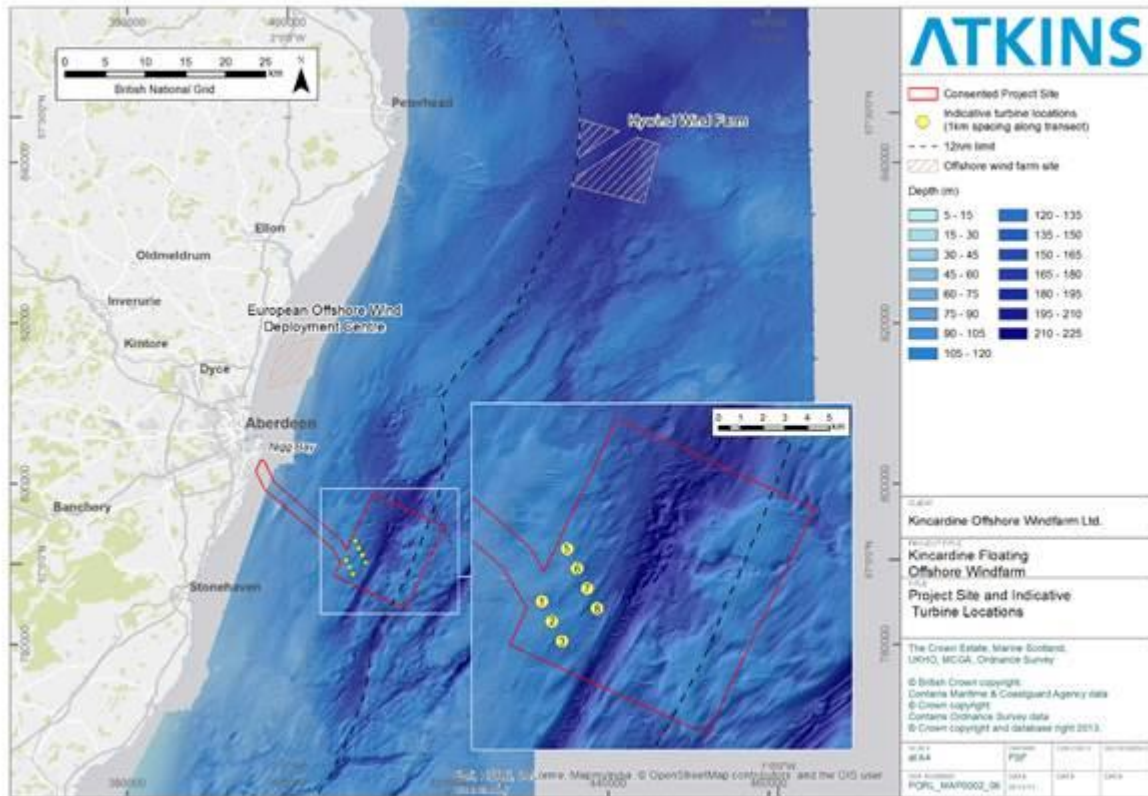 0 5 10 15 20 25
km
British National Grid
N
Peterhead
Hywind Wind Farm
Ellon
Oldmeldrum
Inverurie
Kintore
European Offshore Wind
Deployment Centre
Dyce
Aberdeen
Nigg Bay
Banchory
Stonehaven
0 1 2 3 4 5
km
5
6
7
8
1
2
3
ATKINS
Consented Project Site
Indicative turbine locations
(1km spacing along transect)
12nm limit
Offshore wind farm site
Depth (m)
5 - 15
15 - 30
30 - 45
45 - 60
60 - 75
75 - 90
90 - 105
105 - 120
120 - 135
135 - 150
150 - 165
165 - 180
180 - 195
195 - 210
210 - 225
Kincardine Offshore Windfarm Ltd.
Kincardine Floating
Offshore Windfarm
Project Site and Indicative
Turbine Locations
The Crown Estate, Marine Scotland,
UKHO, MCGA, Ordnance Survey
© British Crown copyright
Contains Maritime & Coastguard Agency data
© Crown copyright
Contains Ordnance Survey data
© Crown copyright and database right 2013.
at A4
MapmyIndia, © OpenStreetMap contributors, and the GIS user